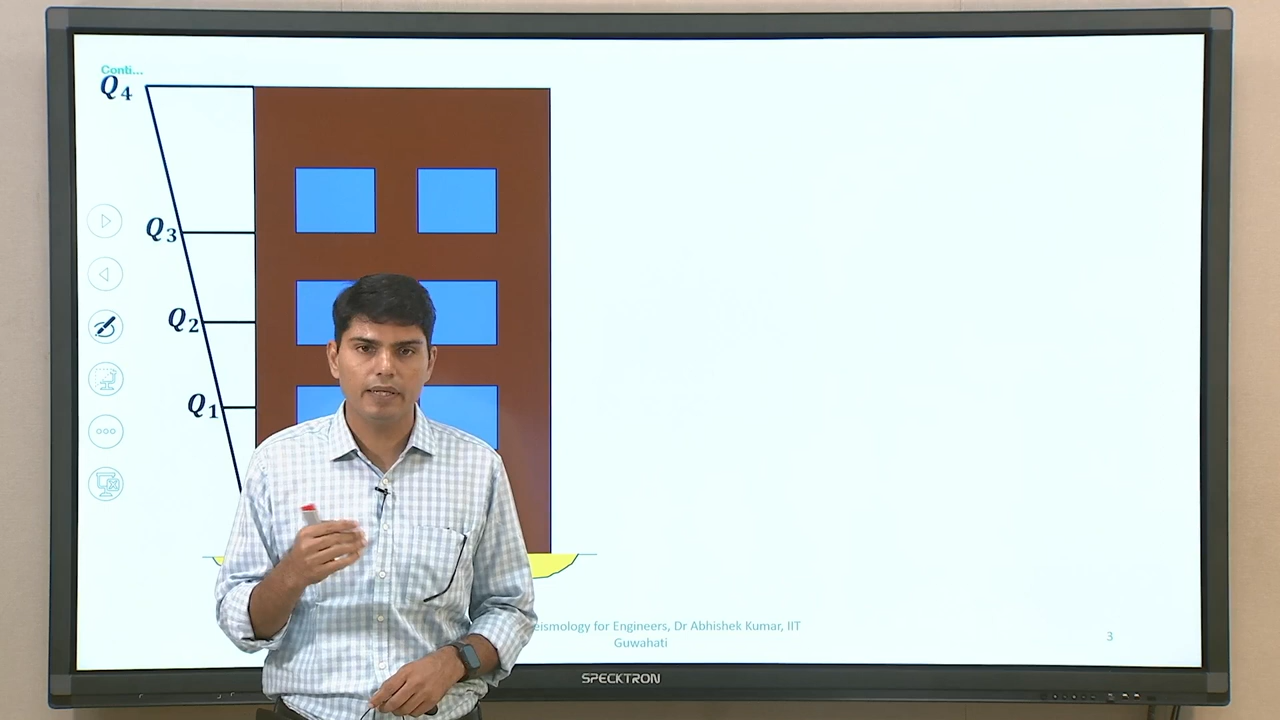 Conti...
Q4
Q3
Q2
Q1
eismology for Engineers, Dr Abhishek Kumar, IIT
Guwahati
3
SPECKTRON